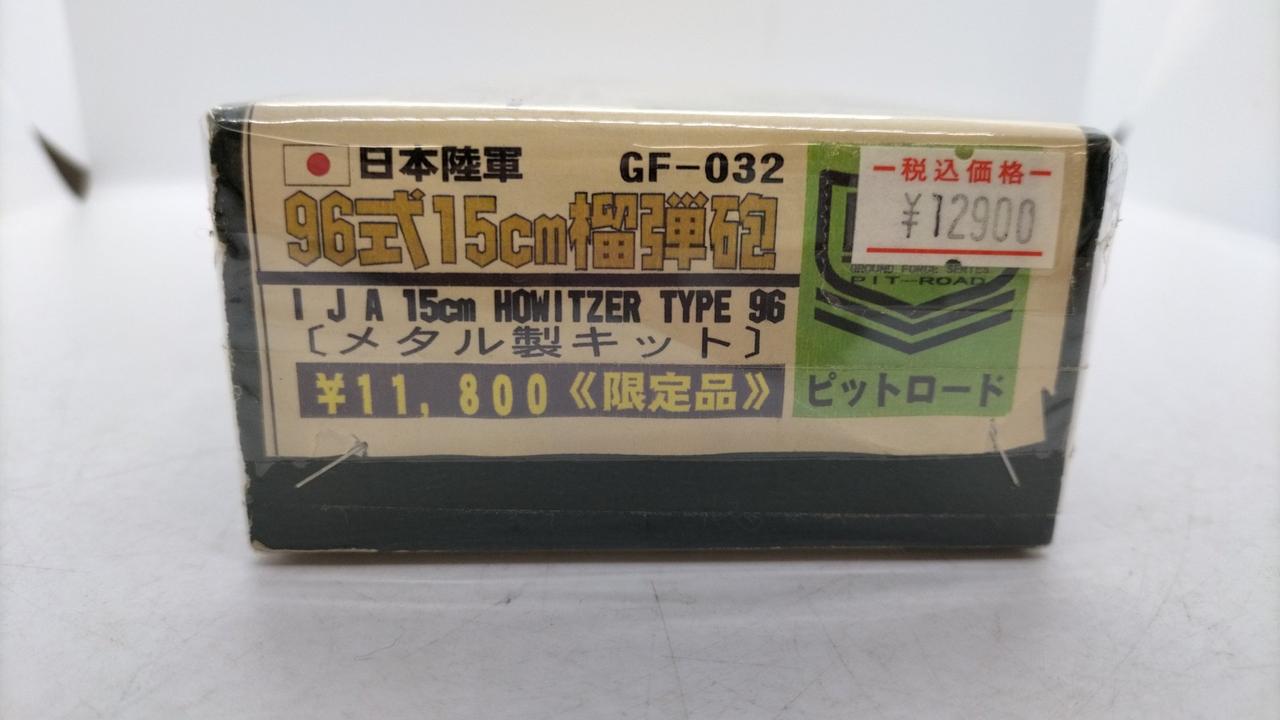 日本陸軍 GF-032
96式15cm榴弾砲
IJA 15cm HOWITZER TYPE 96
〔メタル製キット〕
¥11,800《限定品》
税込価格
¥12900
GROUND FORCE SERIES
PIT-ROAD
ピットロード